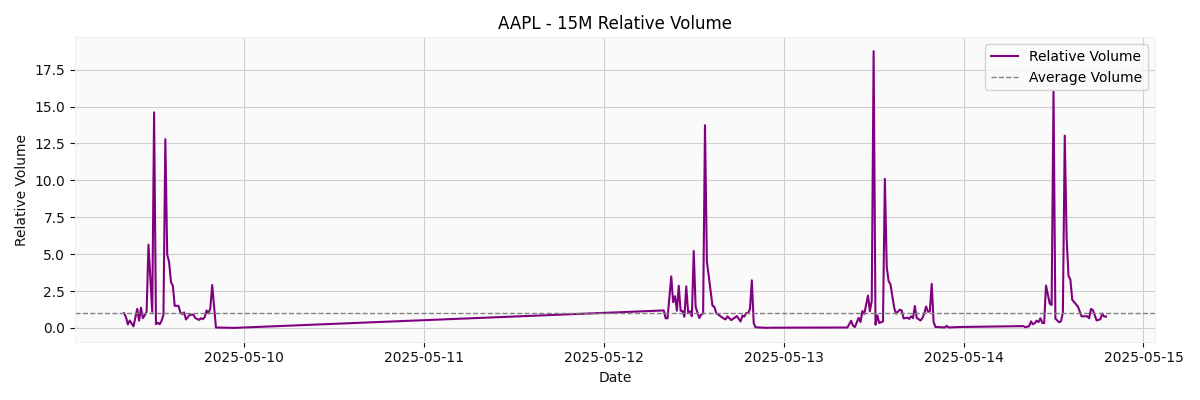 AAPL - 15M Relative Volume
Relative Volume
Average Volume
17.5
15.0
12.5
10.0
7.5
5.0
2.5
0.0
Relative Volume
2025-05-10
2025-05-11
2025-05-12
2025-05-13
2025-05-14
2025-05-15
Date